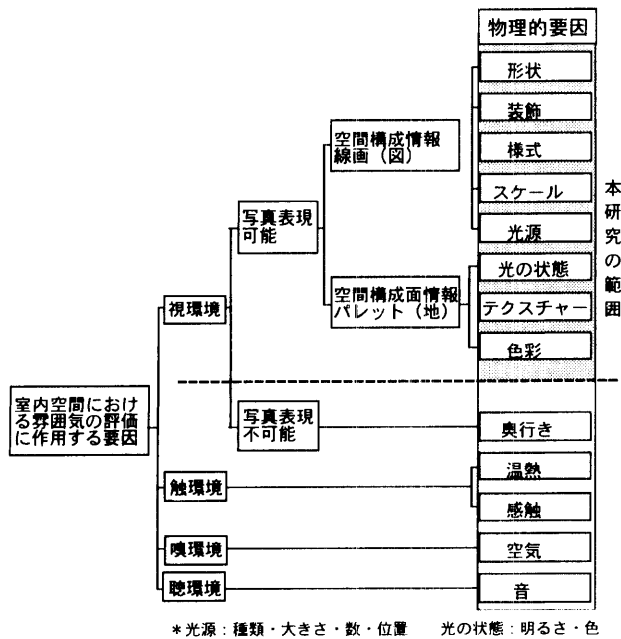 物理的要因
形状
装飾
様式
スケール
光源
光の状態
テクスチャー
色彩
奥行き
温熱
感触
空気
音
本研究の範囲
空間構成情報
線画（図）
空間構成面情報
パレット（地）
写真表現
可能
写真表現
不可能
視環境
触環境
嗅環境
聴環境
室内空間におけ
る雰囲気の評価
に作用する要因
＊光源：種類・大きさ・数・位置　光の状態：明るさ・色